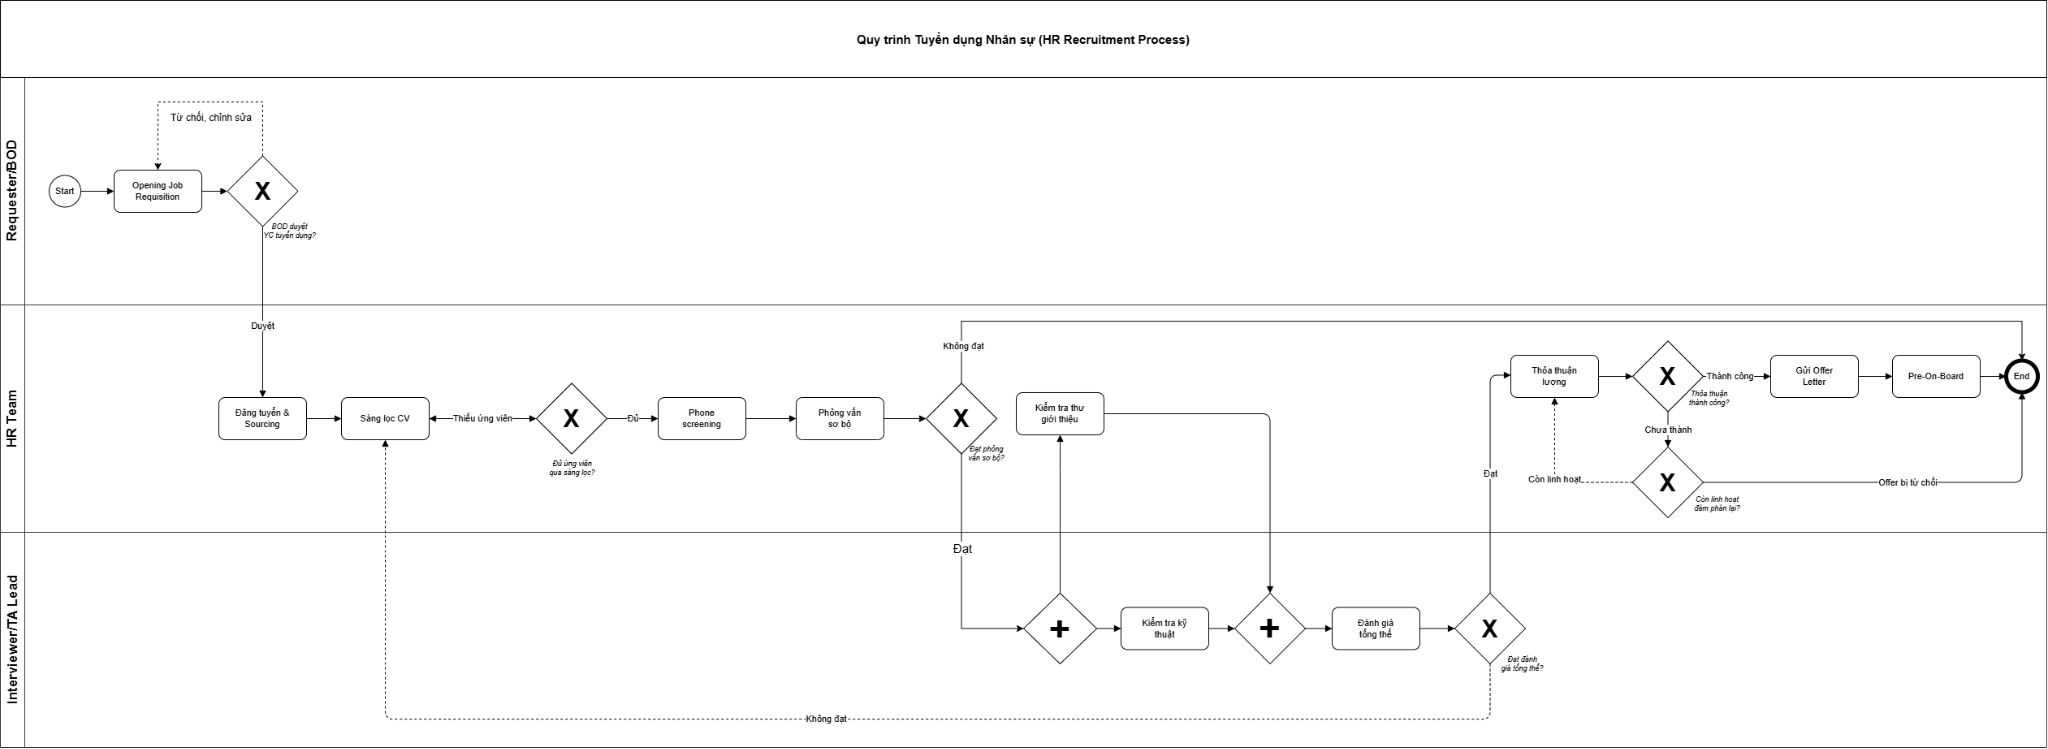 Quy trình Tuyển dụng Nhân sự (HR Recruitment Process)
Requester/BOD
Từ chối, chỉnh sửa
Start
Opening Job
Requisition
X
BOD duyệt
YC tuyển dụng?
HR Team
Duyệt
Đăng tuyển &
Sourcing
Sàng lọc CV
Thiếu ứng viên
X
Đủ ứng viên
qua sàng lọc?
Đủ
Phone
screening
Phỏng vấn
sơ bộ
Không đạt
X
Đạt phỏng
vấn sơ bộ?
Kiểm tra thư
giới thiệu
Đạt
Thỏa thuận
lương
X
Thỏa thuận
thành công?
Thành công
Gửi Offer
Letter
Pre-On-Board
End
Chưa thành
Còn linh hoạt
X
Còn linh hoạt
đàm phán lại?
Offer bị từ chối
Interviewer/TA Lead
Đạt
+
Kiểm tra kỹ
thuật
+
Đánh giá
tổng thể
X
Đạt đánh
giá tổng thể?
Không đạt